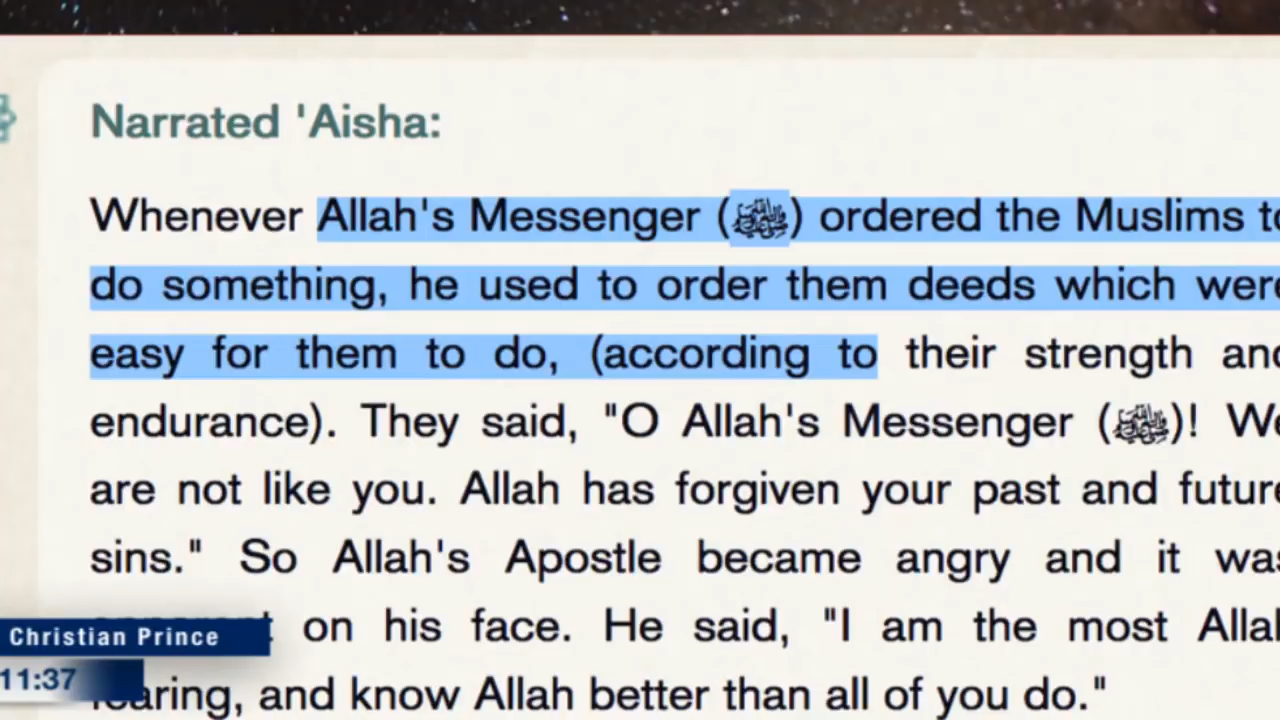 Narrated 'Aisha:
Whenever Allah's Messenger (ﷺ) ordered the Muslims to
do something, he used to order them deeds which were
easy for them to do, (according to their strength and
endurance). They said, "O Allah's Messenger (ﷺ)! We
are not like you. Allah has forgiven your past and future
sins." So Allah's Apostle became angry and it was
on his face. He said, "I am the most Allah
Christian Prince
fearing, and know Allah better than all of you do."
11:37